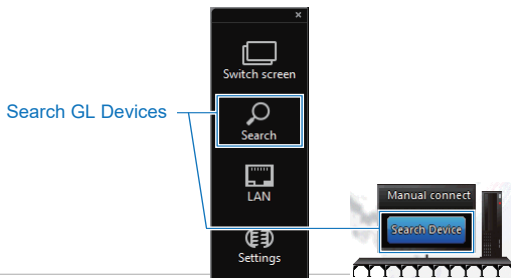 ×
Switch screen
Search GL Devices
Search
LAN
Manual connect
Search Device
Settings